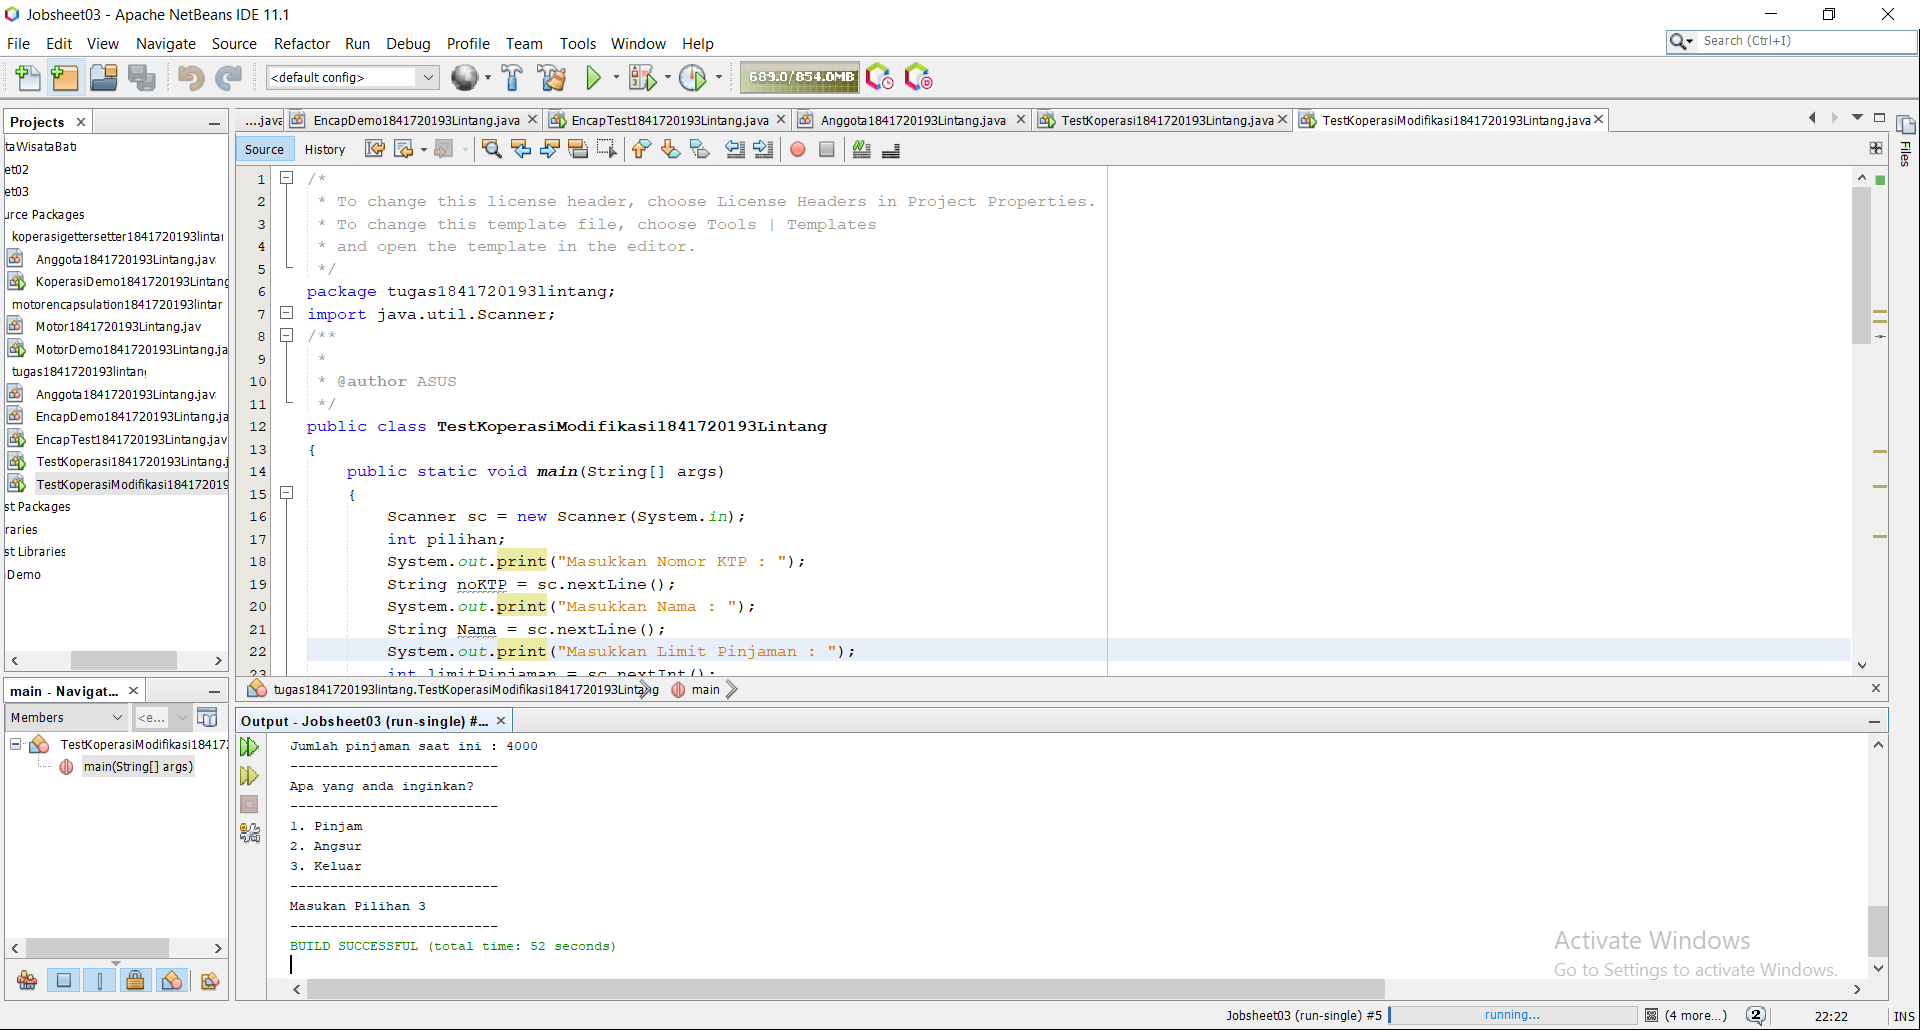 Jobsheet03 - Apache NetBeans IDE 11.1
File Edit View Navigate Source Refactor Run Debug Profile Team Tools Window Help
Search (Ctrl+I)
<default config>
689.0/854.0MB
Projects
taWisataBatu
et02
et03
urce Packages
koperasigettersetter1841720193lintar
Anggota1841720193Lintang.jav
KoperasiDemo1841720193Lintang
motorencapsulation1841720193lintar
Motor1841720193Lintang.jav
MotorDemo1841720193Lintang.ja
tugas1841720193lintang
Anggota1841720193Lintang.jav
EncapDemo1841720193Lintang.ja
EncapTest1841720193Lintang.jav
TestKoperasi1841720193Lintang.j
TestKoperasiModifikasi184172019
st Packages
raries
st Libraries
Demo
main - Navigat...
Members
<e...
TestKoperasiModifikasi18417
main(String[] args)
....java EncapDemo1841720193Lintang.java EncapTest1841720193Lintang.java Anggota1841720193Lintang.java TestKoperasi1841720193Lintang.java TestKoperasiModifikasi1841720193Lintang.java
Source History
Files
1 /*
2 * To change this license header, choose License Headers in Project Properties.
3 * To change this template file, choose Tools | Templates
4 * and open the template in the editor.
5 */
6 package tugas1841720193lintang;
7 import java.util.Scanner;
8 /**
9 *
10 * @author ASUS
11 */
12 public class TestKoperasiModifikasi1841720193Lintang
13 {
14 public static void main(String[] args)
15 {
16 Scanner sc = new Scanner(System.in);
17 int pilihan;
18 System.out.print("Masukkan Nomor KTP : ");
19 String noKTP = sc.nextLine();
20 System.out.print("Masukkan Nama : ");
21 String Nama = sc.nextLine();
22 System.out.print("Masukkan Limit Pinjaman : ");
23 int limitPinjaman = sc.nextInt();
tugas1841720193lintang.TestKoperasiModifikasi1841720193Lintang main
Output - Jobsheet03 (run-single) #...
Jumlah pinjaman saat ini : 4000
--------------------------
Apa yang anda inginkan?
--------------------------
1. Pinjam
2. Angsur
3. Keluar
--------------------------
Masukan Pilihan 3
--------------------------
BUILD SUCCESSFUL (total time: 52 seconds)
Activate Windows
Go to Settings to activate Windows.
Jobsheet03 (run-single) #5 running... (4 more...) 2 22:22 INS